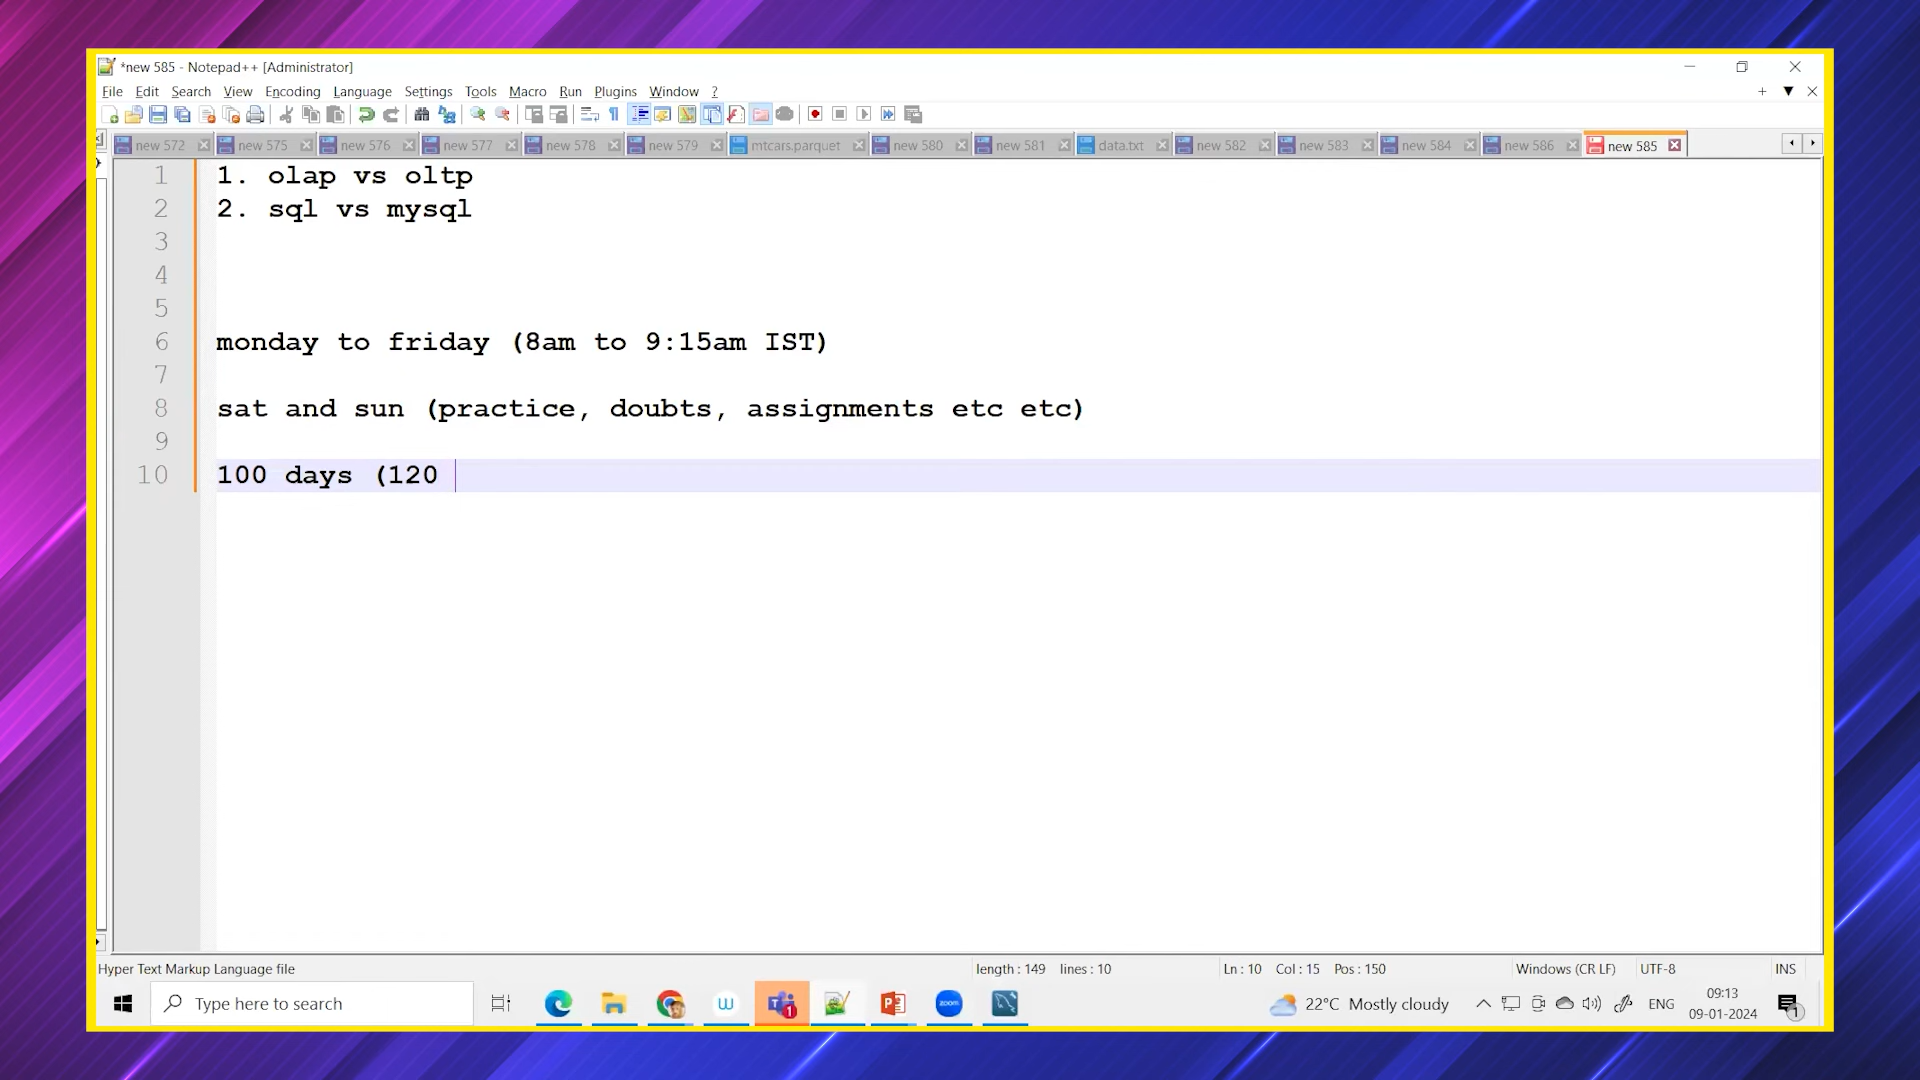 *new 585 - Notepad++ [Administrator]
File Edit Search View Encoding Language Settings Tools Macro Run Plugins Window ?
new 572 new 575 new 576 new 577 new 578 new 579 mtcars.parquet new 580 new 581 data.txt new 582 new 583 new 584 new 586 new 585
1 1. olap vs oltp
2 2. sql vs mysql
3
4
5
6 monday to friday (8am to 9:15am IST)
7
8 sat and sun (practice, doubts, assignments etc etc)
9
10 100 days (120
Hyper Text Markup Language file length : 149 lines : 10 Ln : 10 Col : 15 Pos : 150 Windows (CR LF) UTF-8 INS
Type here to search zoom 22°C Mostly cloudy ENG 09:13
09-01-2024